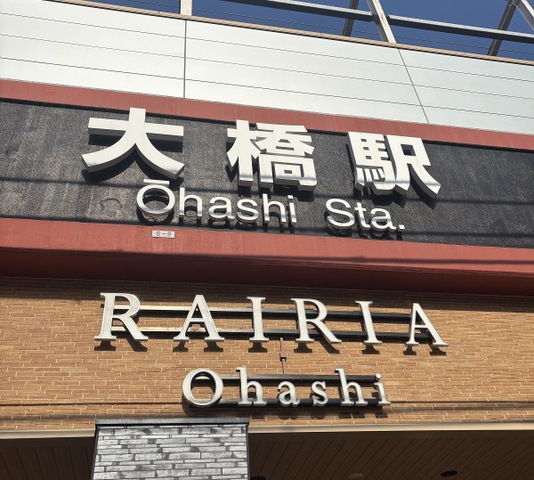 大橋駅
Ōhashi Sta.
RAIRIA
Ohashi